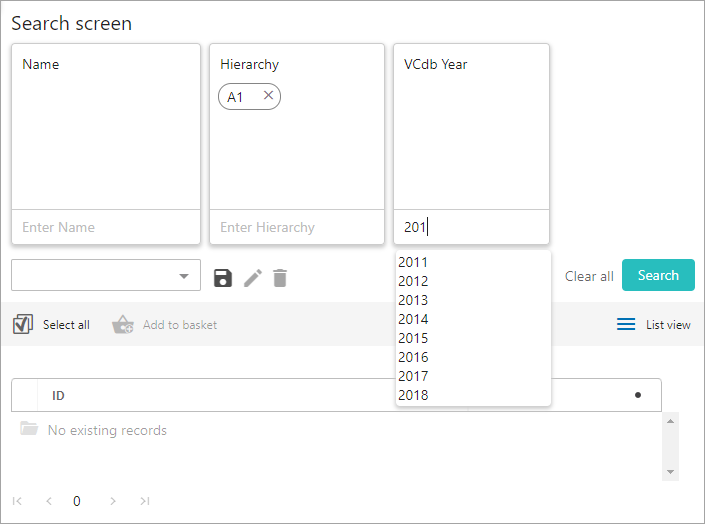 Search screen
Name
Hierarchy
VCdb Year
A1
Enter Name
Enter Hierarchy
201
2011
2012
2013
2014
2015
2016
2017
2018
Clear all
Search
Select all
Add to basket
List view
ID
No existing records
0